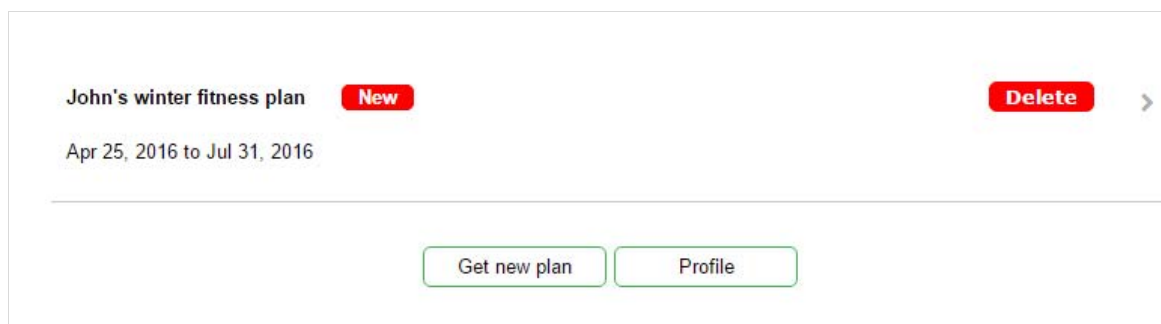 John's winter fitness plan New Delete
Apr 25, 2016 to Jul 31, 2016
Get new plan Profile